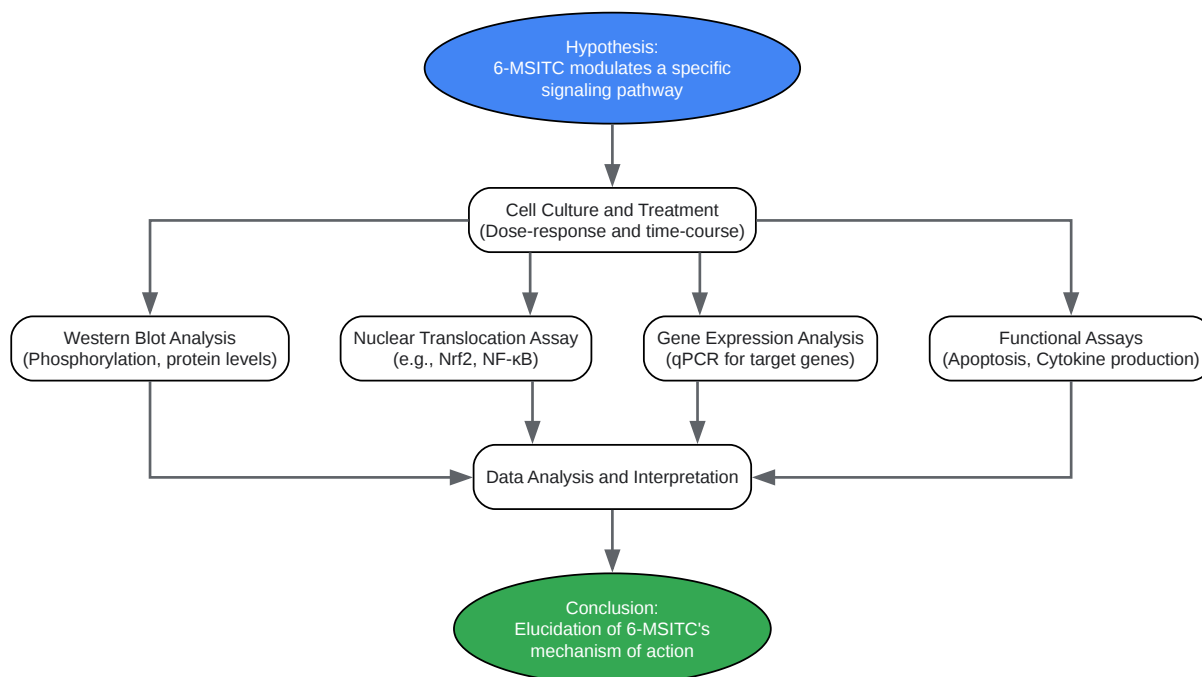 Hypothesis:
6-MSITC modulates a specific
signaling pathway
Cell Culture and Treatment
(Dose-response and time-course)
Western Blot Analysis
(Phosphorylation, protein levels)
Nuclear Translocation Assay
(e.g., Nrf2, NF-κB)
Gene Expression Analysis
(qPCR for target genes)
Functional Assays
(Apoptosis, Cytokine production)
Data Analysis and Interpretation
Conclusion:
Elucidation of 6-MSITC's
mechanism of action